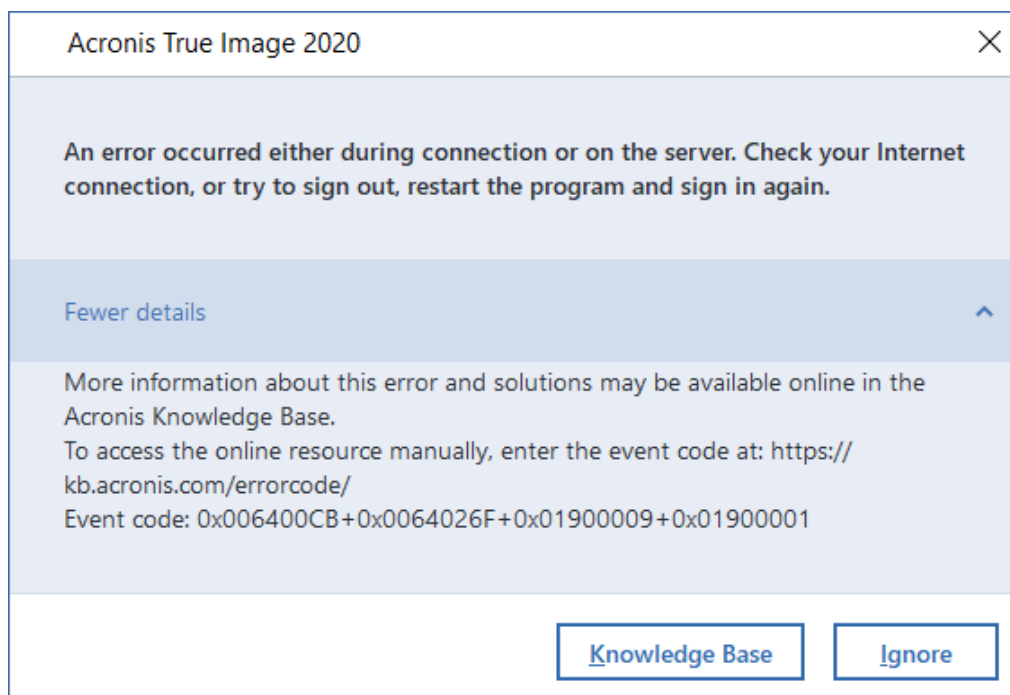 Acronis True Image 2020
An error occurred either during connection or on the server. Check your Internet
connection, or try to sign out, restart the program and sign in again.
Fewer details
More information about this error and solutions may be available online in the
Acronis Knowledge Base.
To access the online resource manually, enter the event code at: https://
kb.acronis.com/errorcode/
Event code: 0x006400CB+0x0064026F+0x01900009+0x01900001
Knowledge Base
Ignore